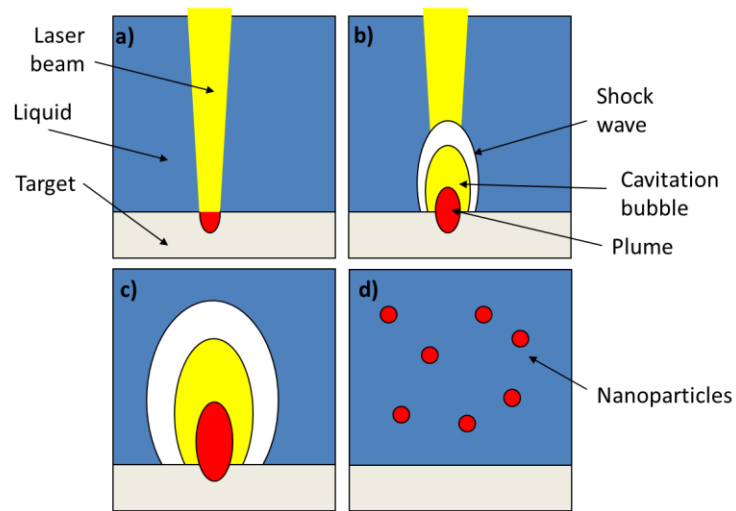 a)
Laser
beam
Liquid
Target
b)
Shock
wave
Cavitation
bubble
Plume
c)
d)
Nanoparticles